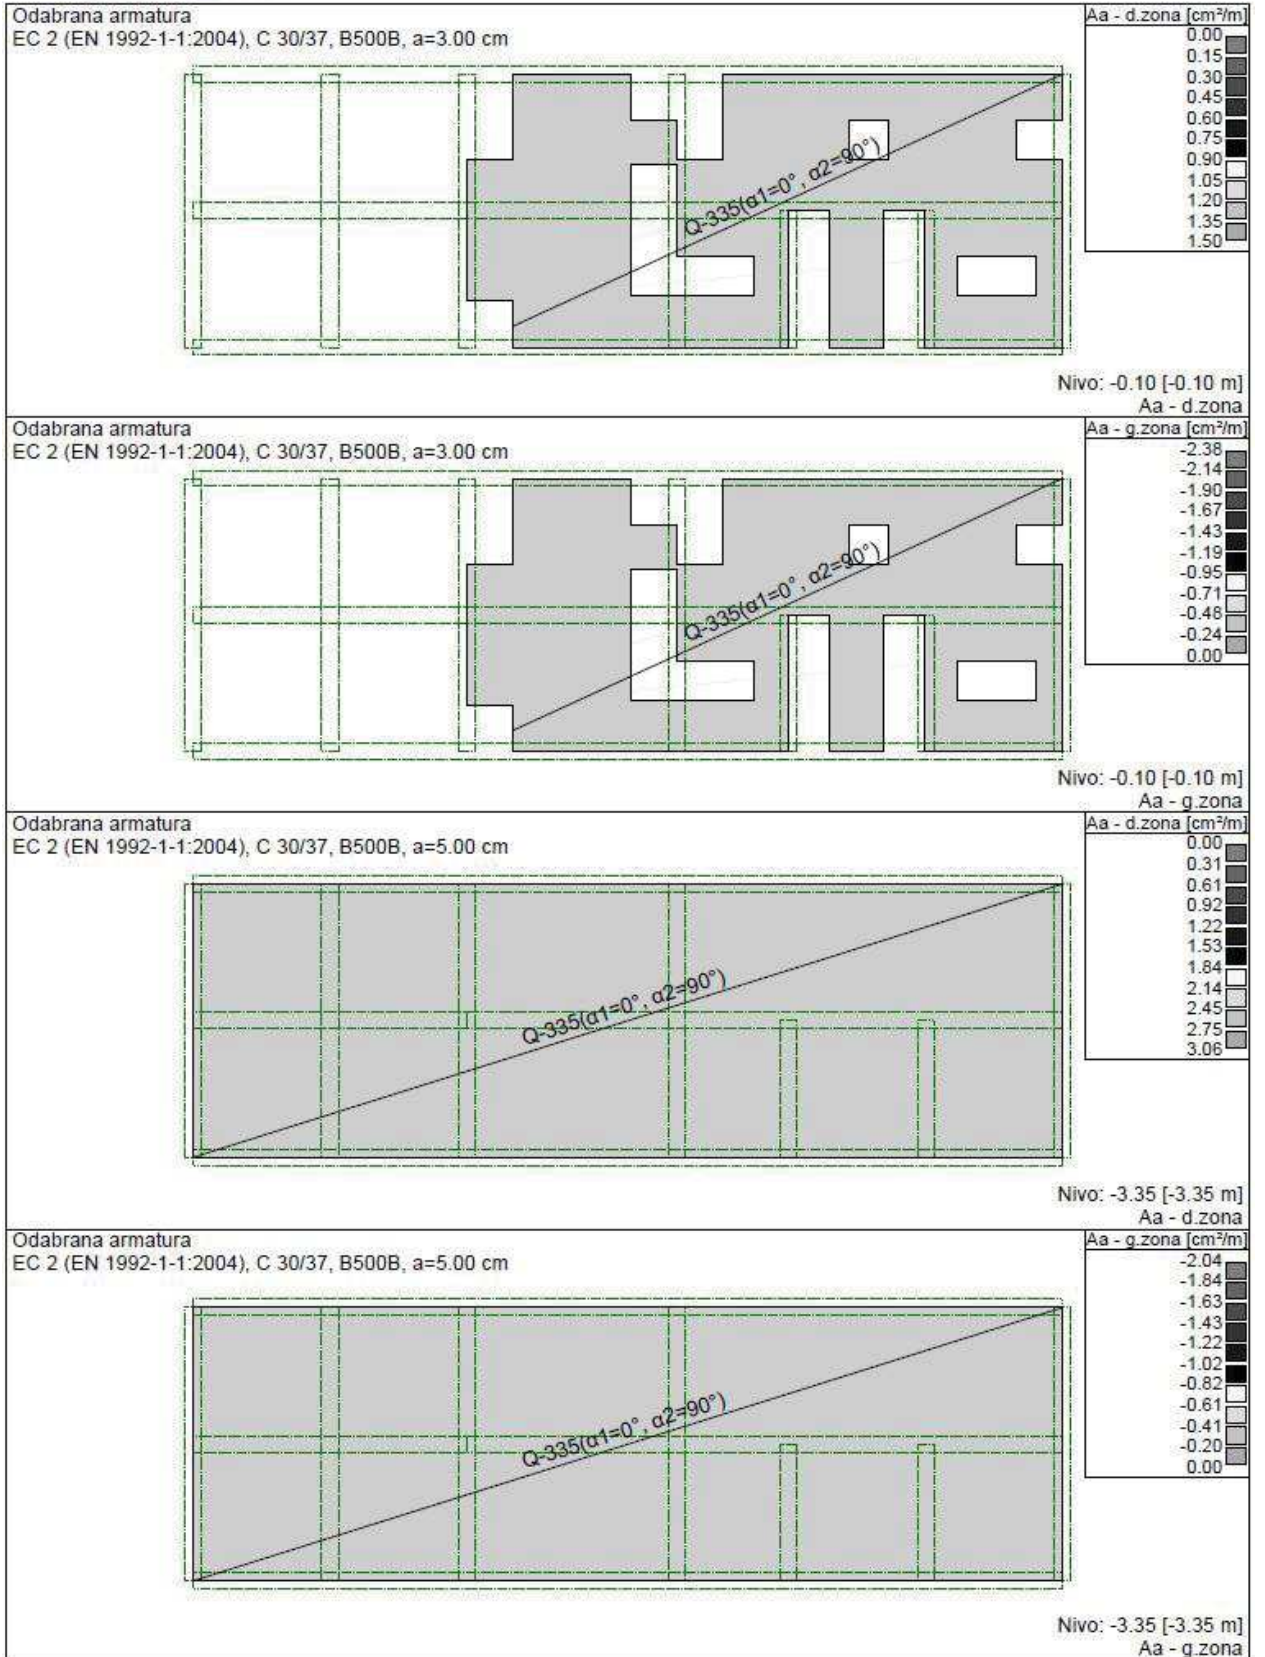 Odabrana armatura
EC 2 (EN 1992-1-1:2004), C 30/37, B500B, a=3.00 cm
Aa - d.zona [cm²/m]
0.00
0.15
0.30
0.45
0.60
0.75
0.90
1.05
1.20
1.35
1.50
Q-335(α1=0°, α2=90°)
Nivo: -0.10 [-0.10 m]
Aa - d.zona
Odabrana armatura
EC 2 (EN 1992-1-1:2004), C 30/37, B500B, a=3.00 cm
Aa - g.zona [cm²/m]
-2.38
-2.14
-1.90
-1.67
-1.43
-1.19
-0.95
-0.71
-0.48
-0.24
0.00
Q-335(α1=0°, α2=90°)
Nivo: -0.10 [-0.10 m]
Aa - g.zona
Odabrana armatura
EC 2 (EN 1992-1-1:2004), C 30/37, B500B, a=5.00 cm
Aa - d.zona [cm²/m]
0.00
0.31
0.61
0.92
1.22
1.53
1.84
2.14
2.45
2.75
3.06
Q-335(α1=0°, α2=90°)
Nivo: -3.35 [-3.35 m]
Aa - d.zona
Odabrana armatura
EC 2 (EN 1992-1-1:2004), C 30/37, B500B, a=5.00 cm
Aa - g.zona [cm²/m]
-2.04
-1.84
-1.63
-1.43
-1.22
-1.02
-0.82
-0.61
-0.41
-0.20
0.00
Q-335(α1=0°, α2=90°)
Nivo: -3.35 [-3.35 m]
Aa - g.zona